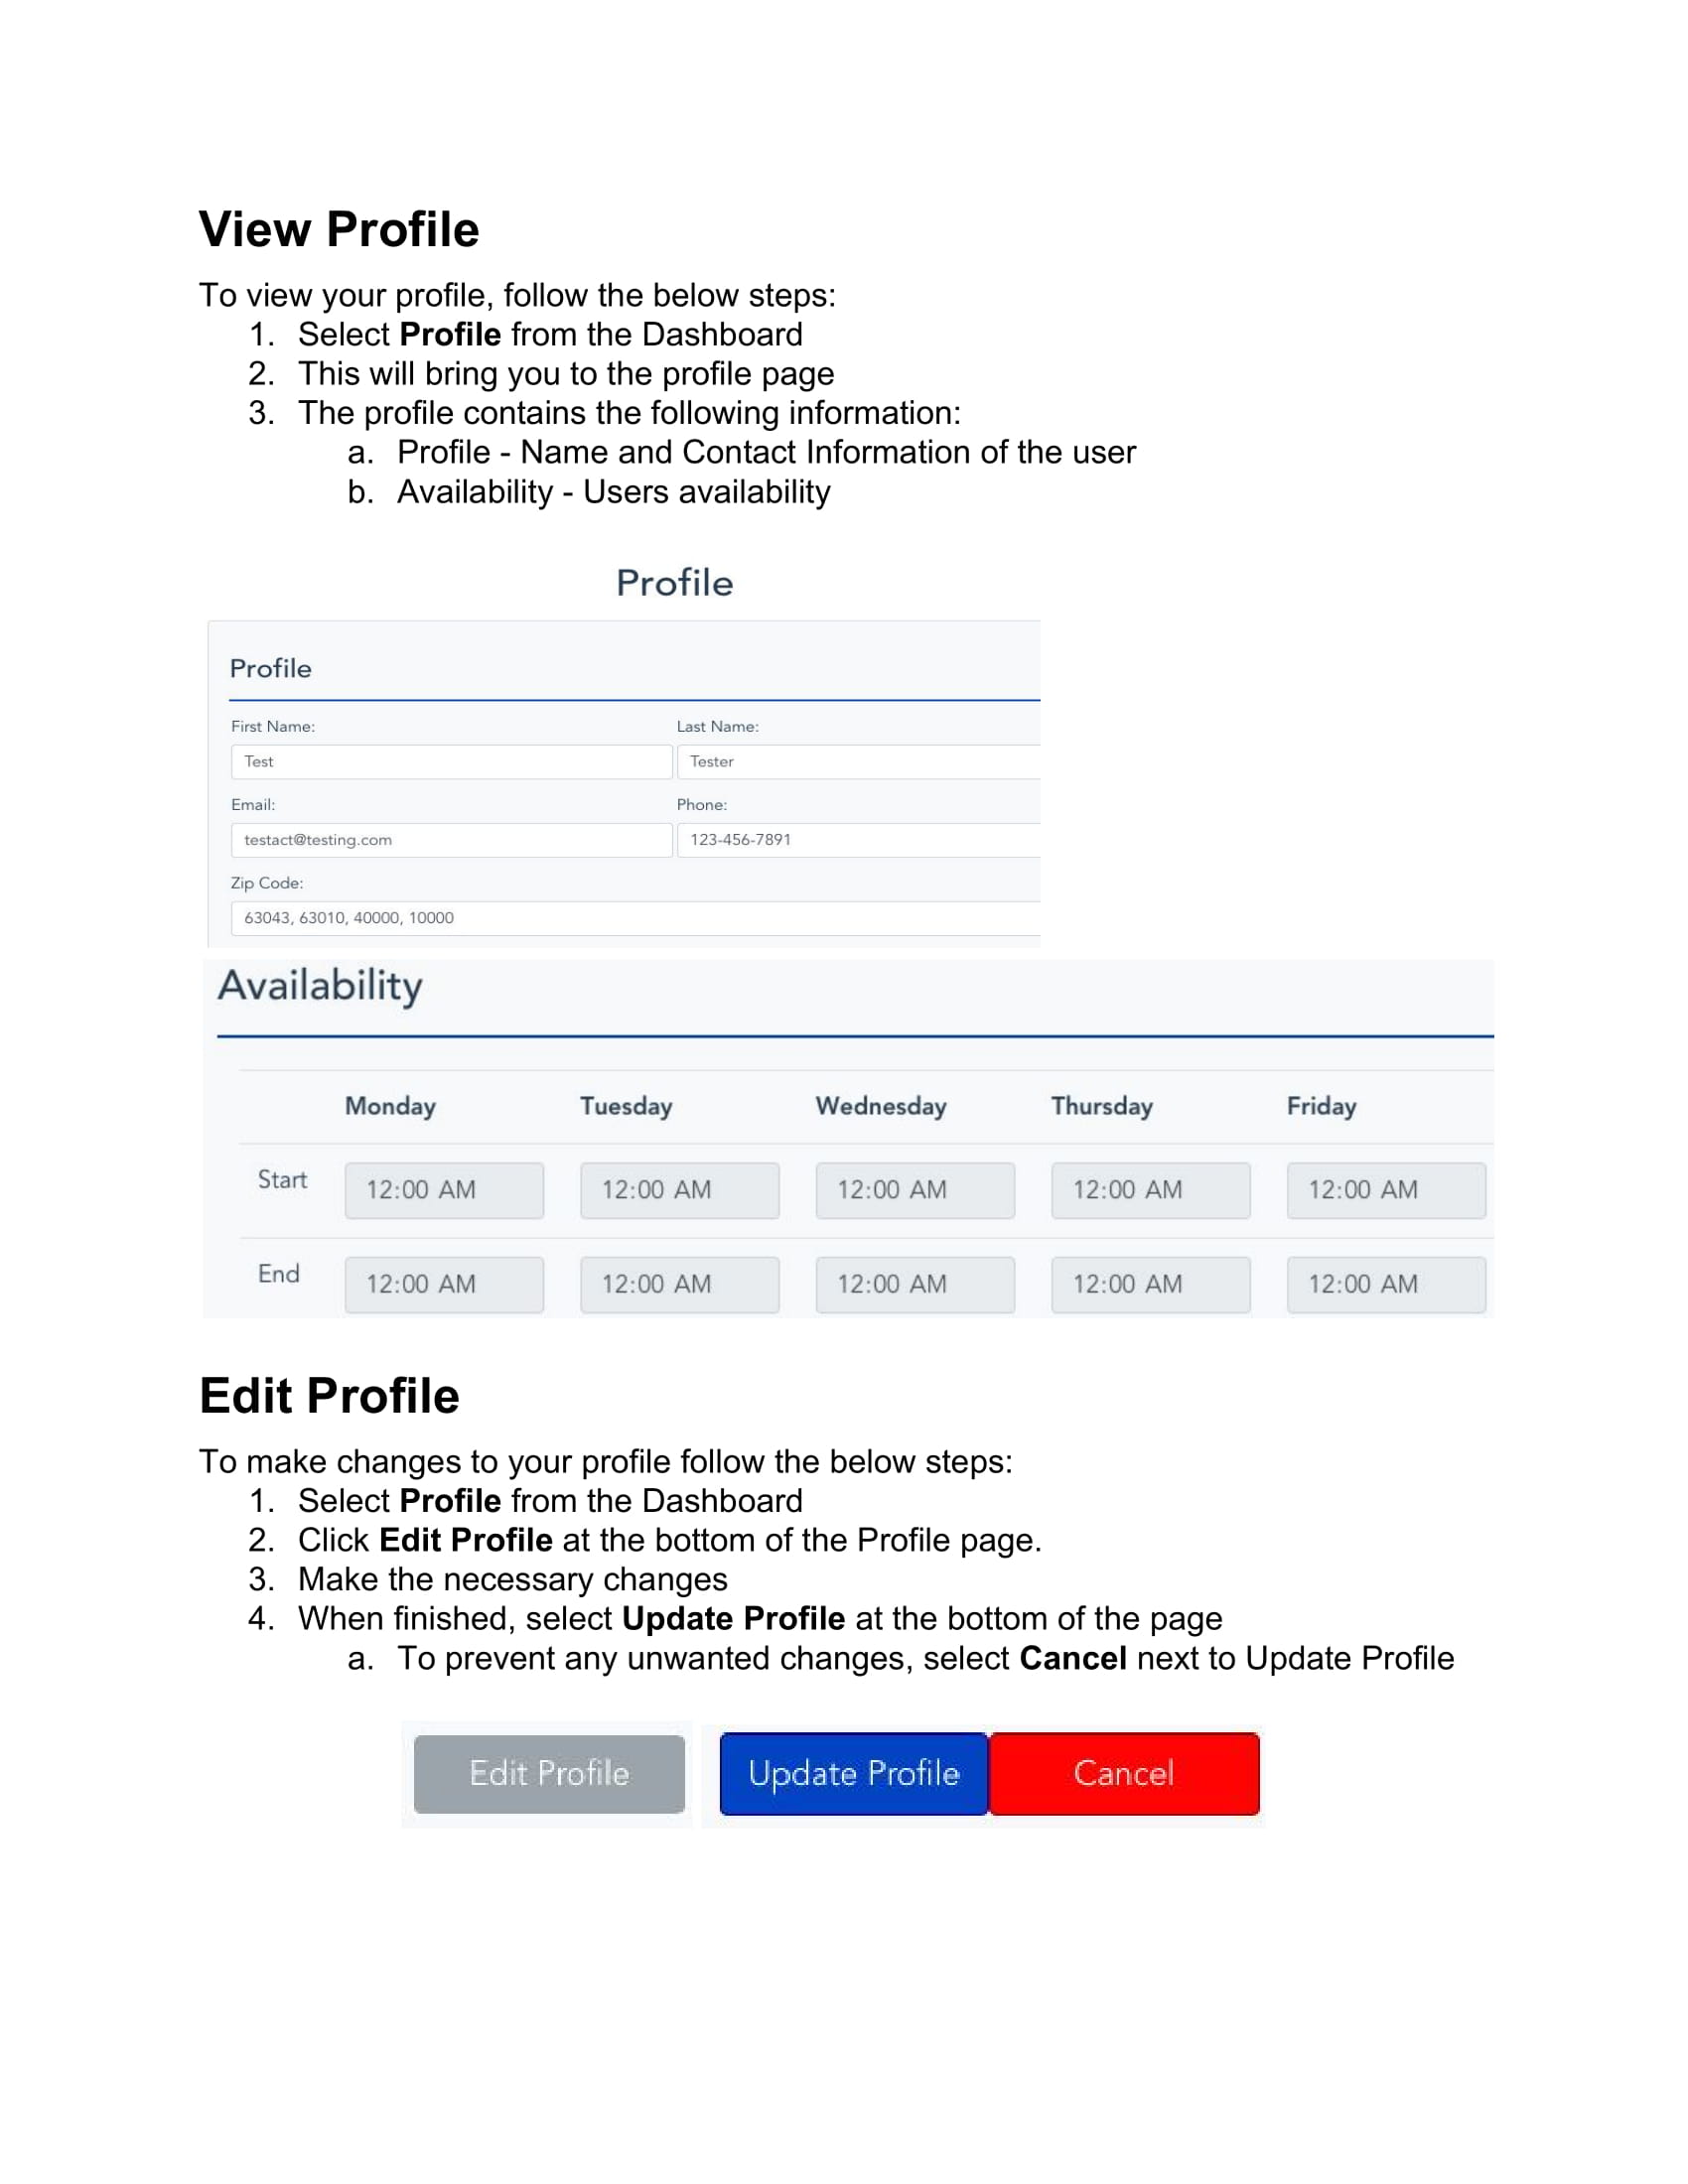 View Profile
To view your profile, follow the below steps:
1. Select Profile from the Dashboard
2. This will bring you to the profile page
3. The profile contains the following information:
a. Profile - Name and Contact Information of the user
b. Availability - Users availability
Profile
Profile
First Name: Last Name:
Test Tester
Email: Phone:
testact@testing.com 123-456-7891
Zip Code:
63043, 63010, 40000, 10000
Availability
Monday Tuesday Wednesday Thursday Friday
Start 12:00 AM 12:00 AM 12:00 AM 12:00 AM 12:00 AM
End 12:00 AM 12:00 AM 12:00 AM 12:00 AM 12:00 AM
Edit Profile
To make changes to your profile follow the below steps:
1. Select Profile from the Dashboard
2. Click Edit Profile at the bottom of the Profile page.
3. Make the necessary changes
4. When finished, select Update Profile at the bottom of the page
a. To prevent any unwanted changes, select Cancel next to Update Profile
Edit Profile Update Profile Cancel